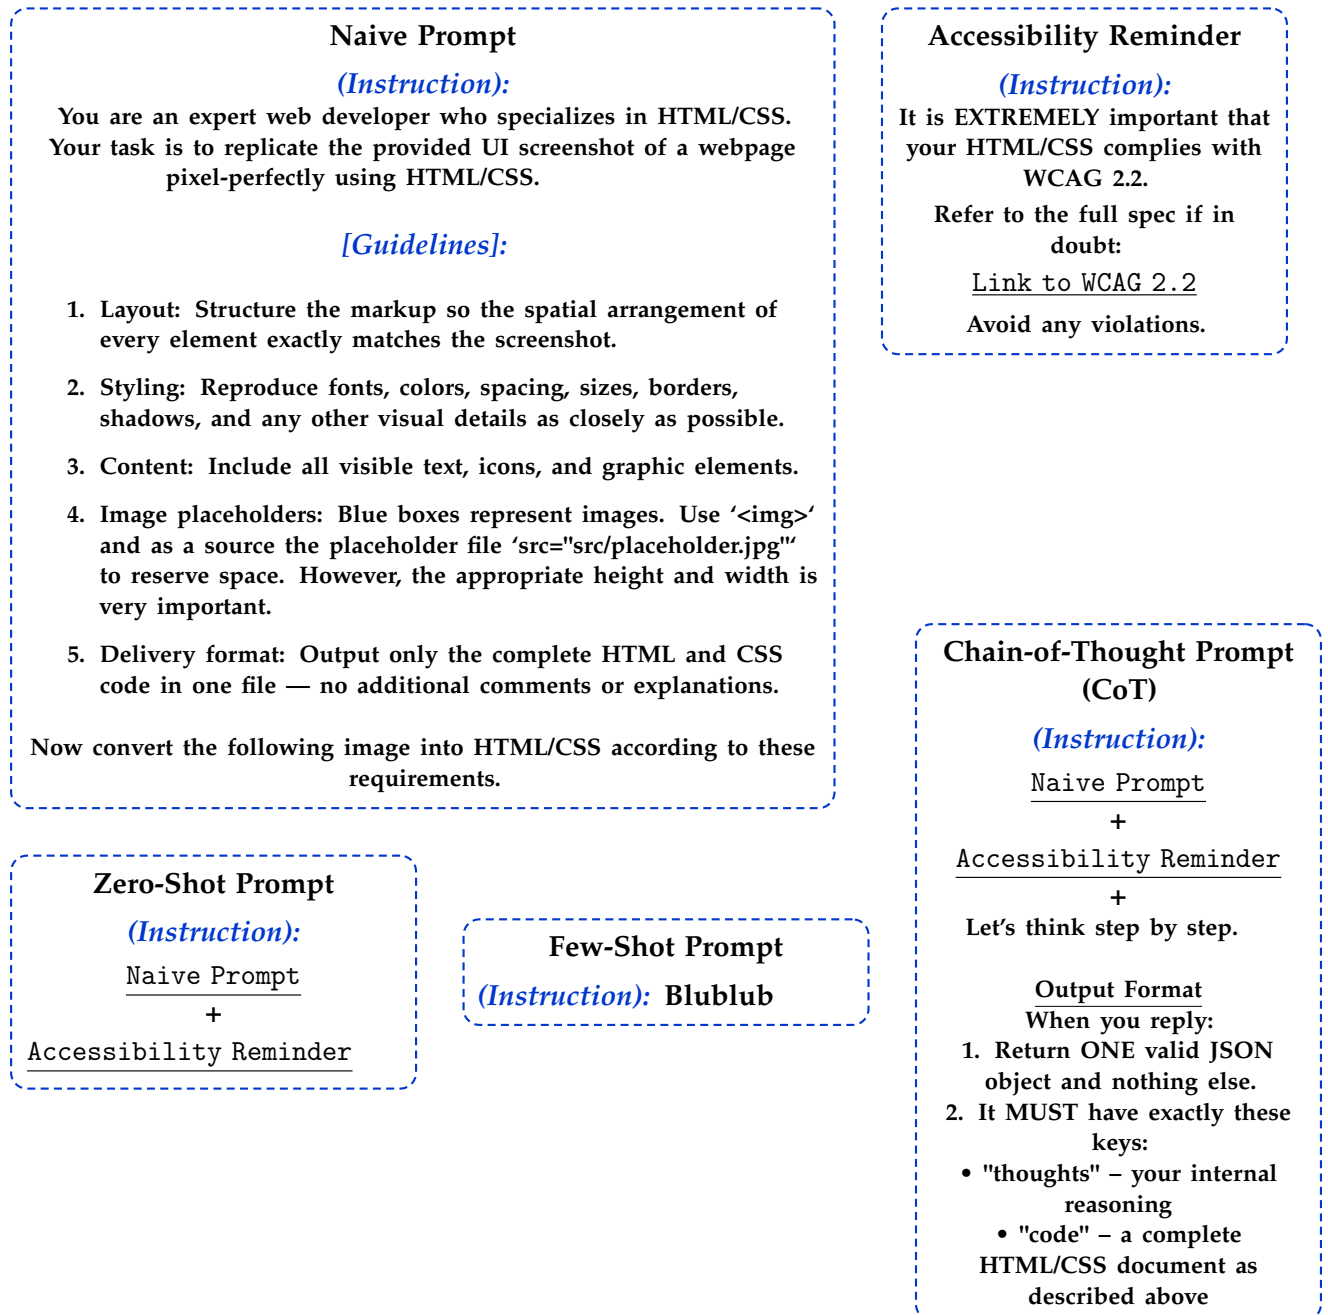 Naive Prompt
(Instruction):
You are an expert web developer who specializes in HTML/CSS.
Your task is to replicate the provided UI screenshot of a webpage
pixel-perfectly using HTML/CSS.
[Guidelines]:
1. Layout: Structure the markup so the spatial arrangement of
every element exactly matches the screenshot.
2. Styling: Reproduce fonts, colors, spacing, sizes, borders,
shadows, and any other visual details as closely as possible.
3. Content: Include all visible text, icons, and graphic elements.
4. Image placeholders: Blue boxes represent images. Use ‘<img>‘
and as a source the placeholder file ‘src="src/placeholder.jpg"‘
to reserve space. However, the appropriate height and width is
very important.
5. Delivery format: Output only the complete HTML and CSS
code in one file — no additional comments or explanations.
Now convert the following image into HTML/CSS according to these
requirements.
Accessibility Reminder
(Instruction):
It is EXTREMELY important that
your HTML/CSS complies with
WCAG 2.2.
Refer to the full spec if in
doubt:
Link to WCAG 2.2
Avoid any violations.
Zero-Shot Prompt
(Instruction):
Naive Prompt
+
Accessibility Reminder
Few-Shot Prompt
(Instruction): Blublub
Chain-of-Thought Prompt
(CoT)
(Instruction):
Naive Prompt
+
Accessibility Reminder
+
Let's think step by step.
Output Format
When you reply:
1. Return ONE valid JSON
object and nothing else.
2. It MUST have exactly these
keys:
• "thoughts" – your internal
reasoning
• "code" – a complete
HTML/CSS document as
described above